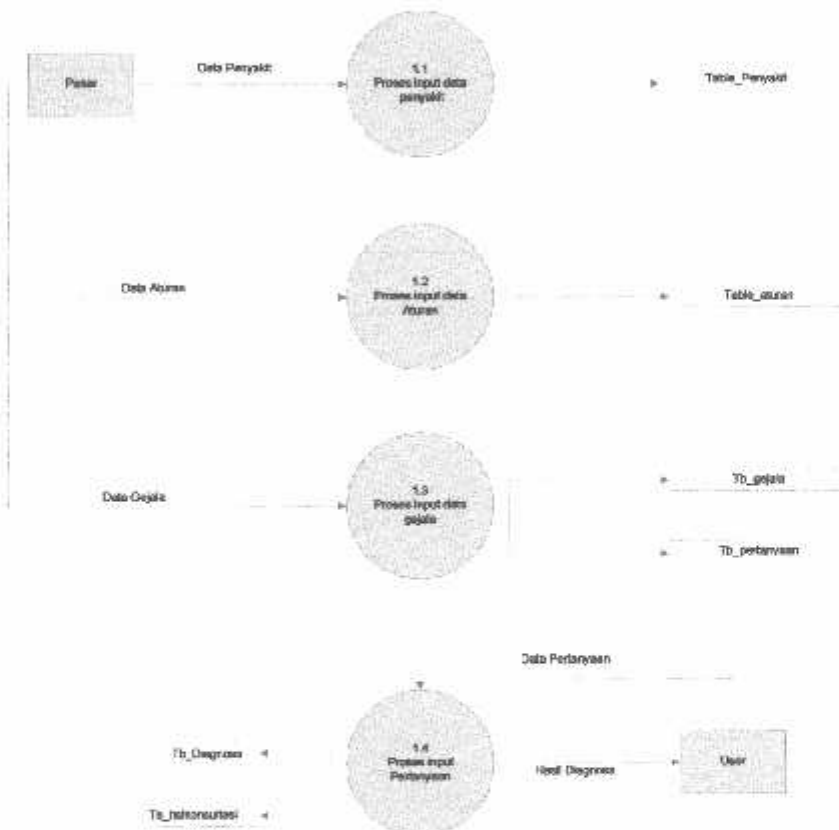 Data Penyakit
1.1
Proses input data
penyakit
Table_Penyakit
Data Aturan
1.2
Proses input data
Aturan
Table_aturan
Data Gejala
1.3
Proses input data
gejala
Tb_gejala
Tb_pertanyaan
Data Pertanyaan
1.4
Proses input
Pertanyaan
Tb_Diagnosa
Hasil Diagnosa
User